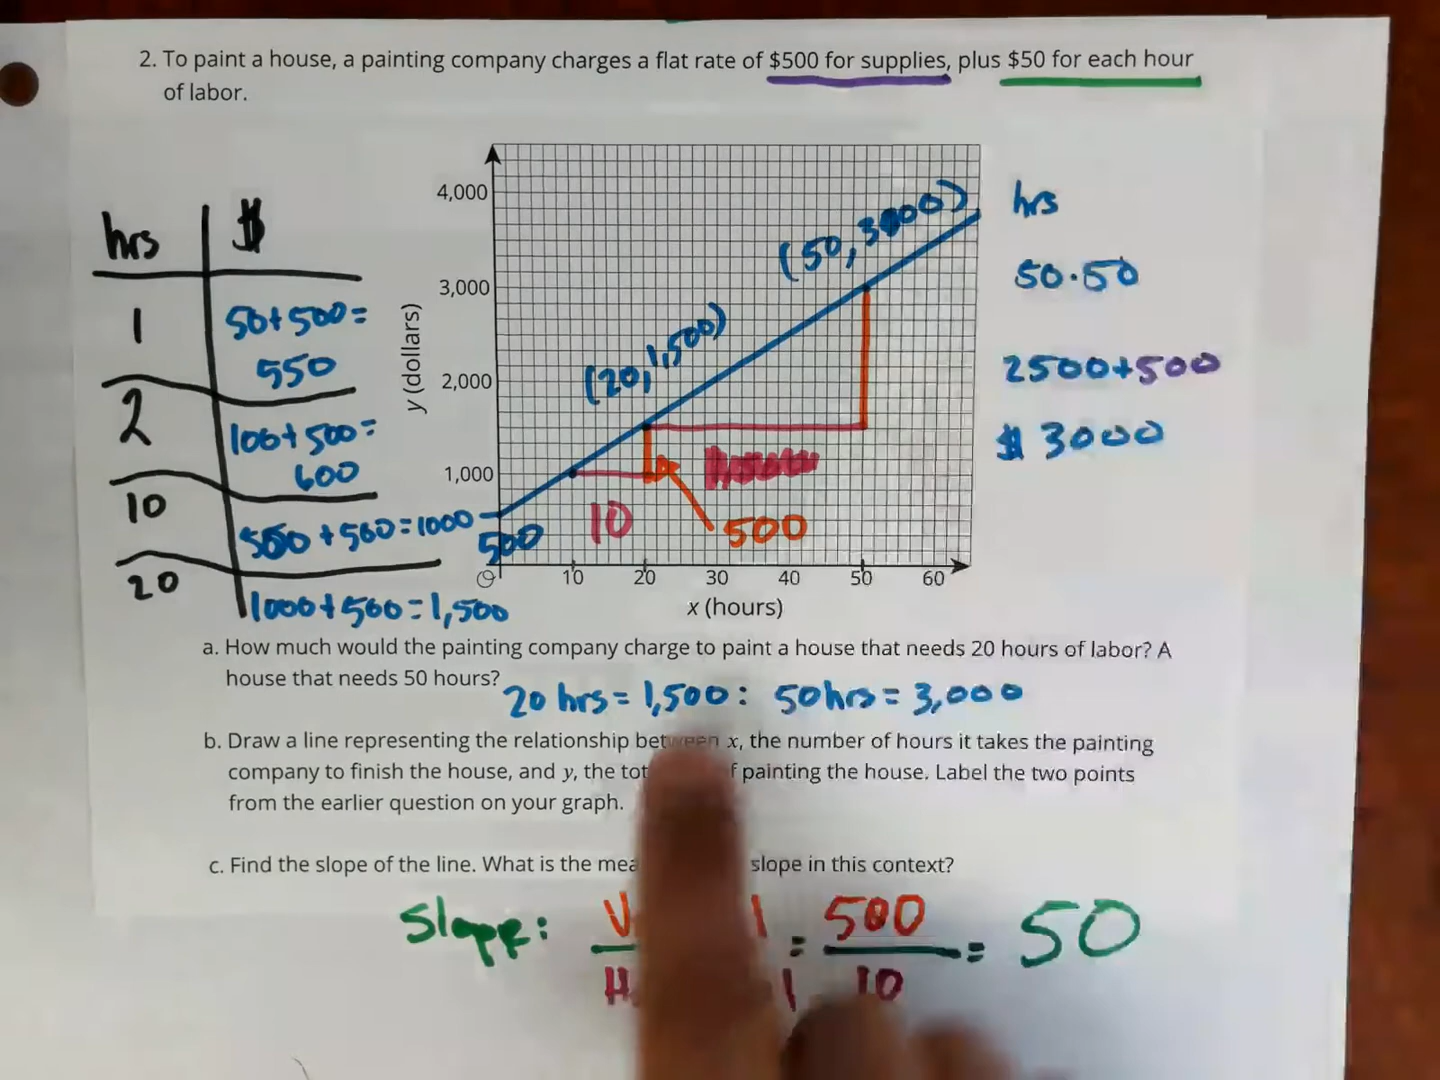 2. To paint a house, a painting company charges a flat rate of $500 for supplies, plus $50 for each hour
of labor.
hrs $
1 50+500=
550
2 100+500=
600
10 500+500=1000
20 1000+500=1,500
y (dollars)
4,000
3,000
2,000
1,000
500
(20,1,500)
(50,3000)
10
500
O 10 20 30 40 50 60
x (hours)
hrs
50·50
2500+500
$ 3000
a. How much would the painting company charge to paint a house that needs 20 hours of labor? A
house that needs 50 hours?
20 hrs = 1,500: 50hrs = 3,000
b. Draw a line representing the relationship between x, the number of hours it takes the painting
company to finish the house, and y, the painting the house. Label the two points
from the earlier question on your graph.
c. Find the slope of the line. What is the slope in this context?
Slope: = 500 = 50
10